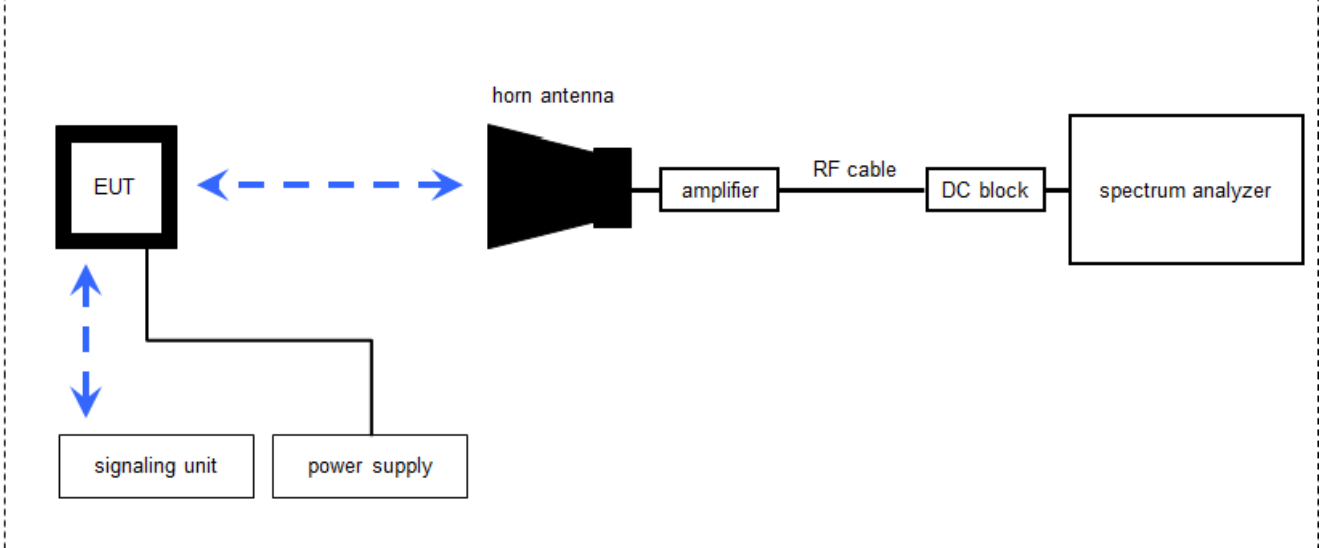 horn antenna
EUT
amplifier
RF cable
DC block
spectrum analyzer
signaling unit
power supply